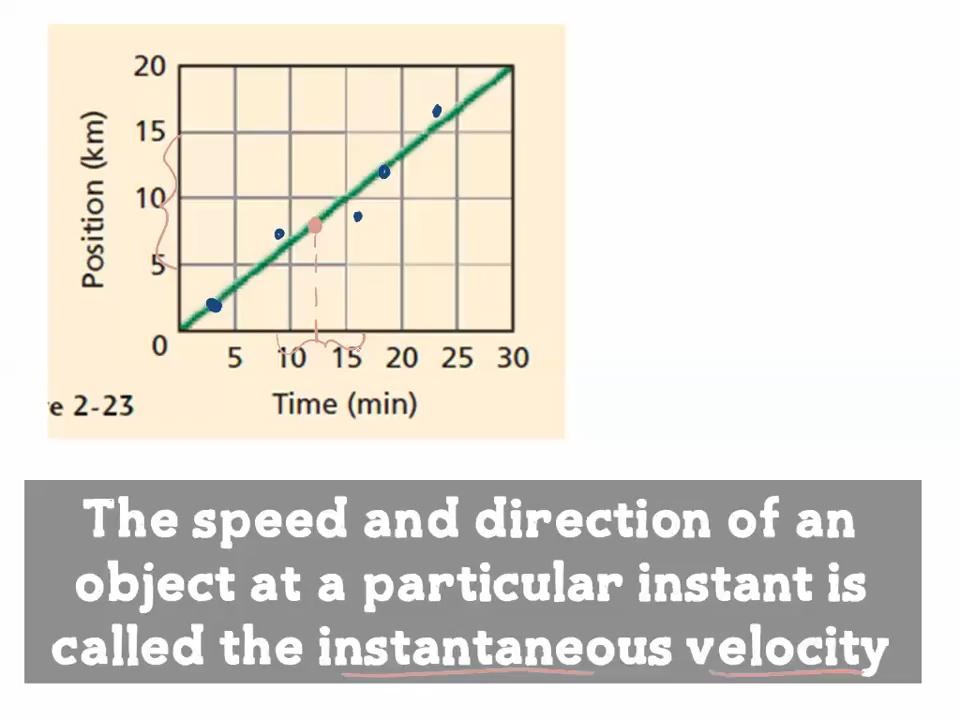 20
15
10
5
0
Position (km)
5 10 15 20 25 30
Time (min)
e 2-23
The speed and direction of an
object at a particular instant is
called the instantaneous velocity